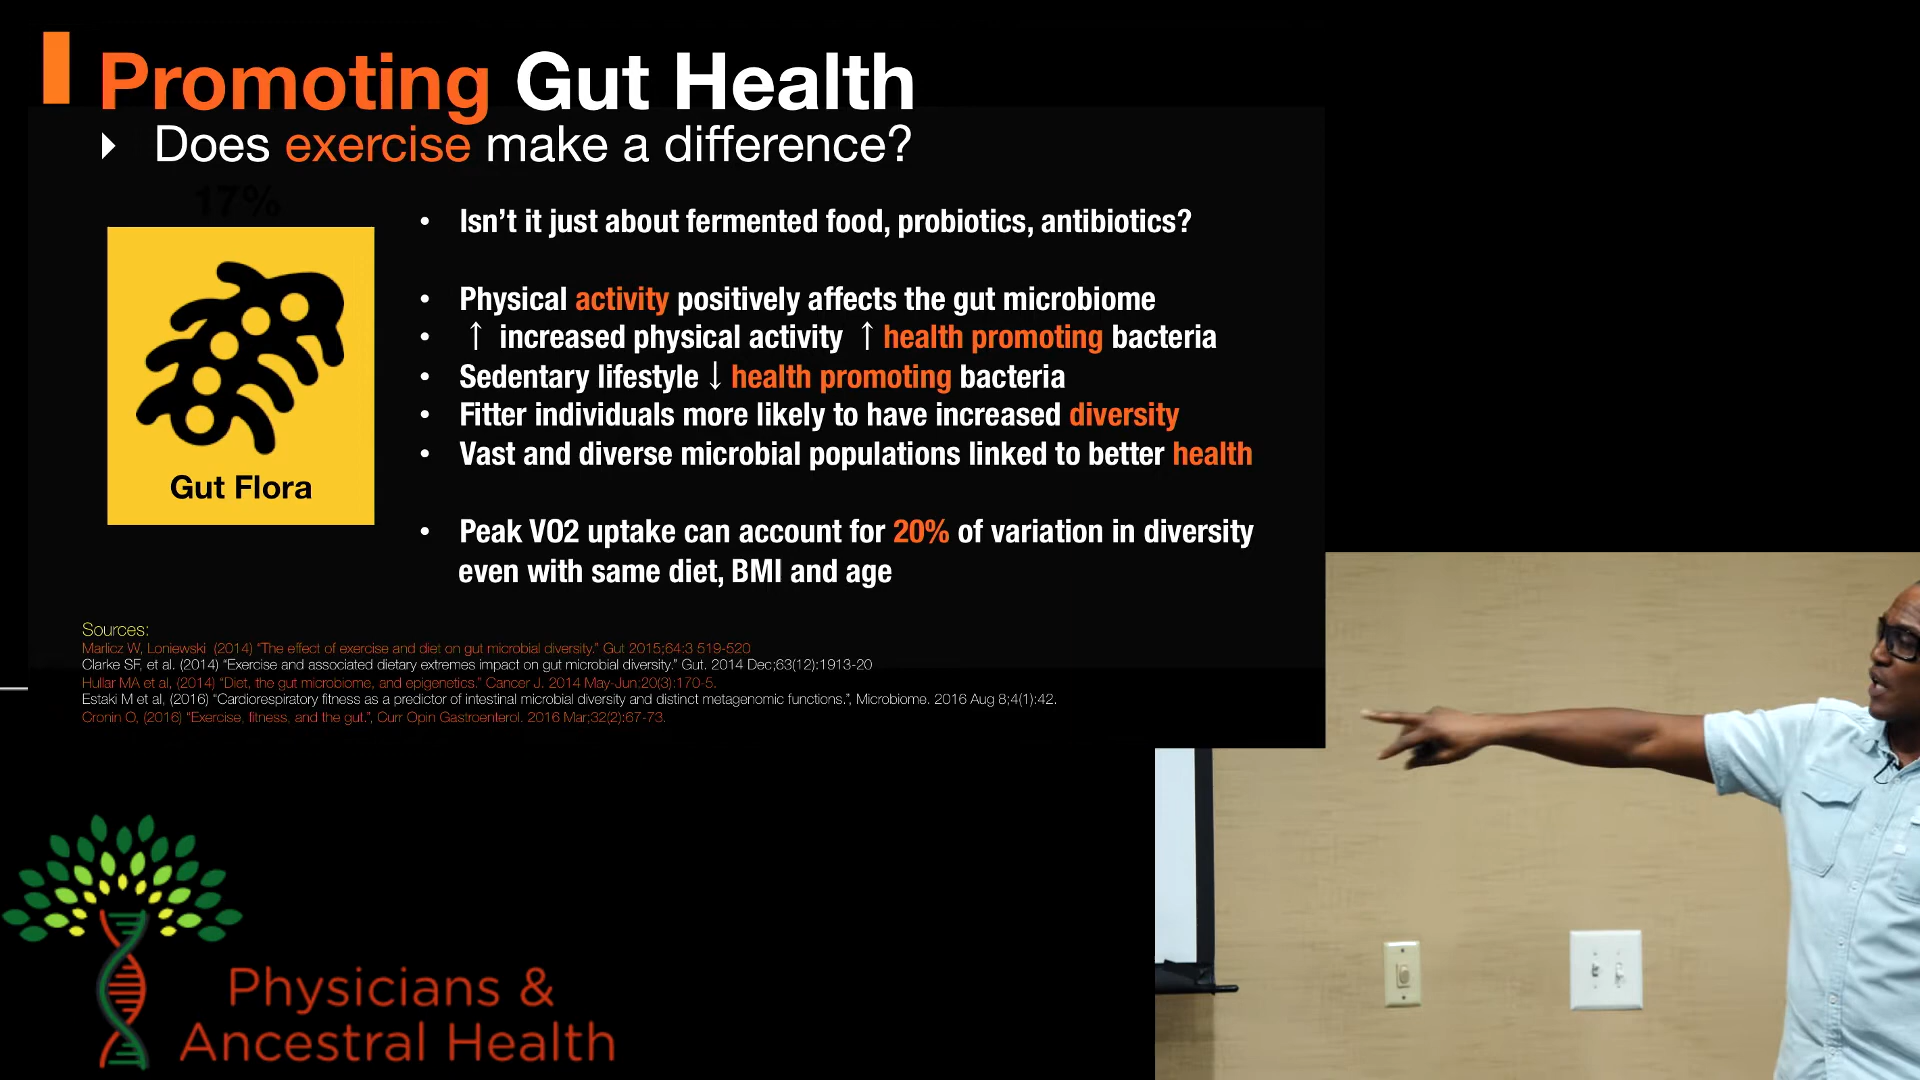 Promoting Gut Health
Does exercise make a difference?
17%
Gut Flora
• Isn't it just about fermented food, probiotics, antibiotics?
• Physical activity positively affects the gut microbiome
• ↑ increased physical activity ↑ health promoting bacteria
• Sedentary lifestyle ↓ health promoting bacteria
• Fitter individuals more likely to have increased diversity
• Vast and diverse microbial populations linked to better health
• Peak VO2 uptake can account for 20% of variation in diversity
even with same diet, BMI and age
Sources:
Marlicz W, Loniewski (2014) "The effect of exercise and diet on gut microbial diversity." Gut 2015;64:3 519-520
Clarke SF, et al. (2014) "Exercise and associated dietary extremes impact on gut microbial diversity." Gut. 2014 Dec;63(12):1913-20
Hullar MA et al, (2014) "Diet, the gut microbiome, and epigenetics." Cancer J. 2014 May-Jun;20(3):170-5.
Estaki M et al, (2016) "Cardiorespiratory fitness as a predictor of intestinal microbial diversity and distinct metagenomic functions.", Microbiome. 2016 Aug 8;4(1):42.
Cronin O, (2016) "Exercise, fitness, and the gut.", Curr Opin Gastroenterol. 2016 Mar;32(2):67-73.
Physicians &
Ancestral Health